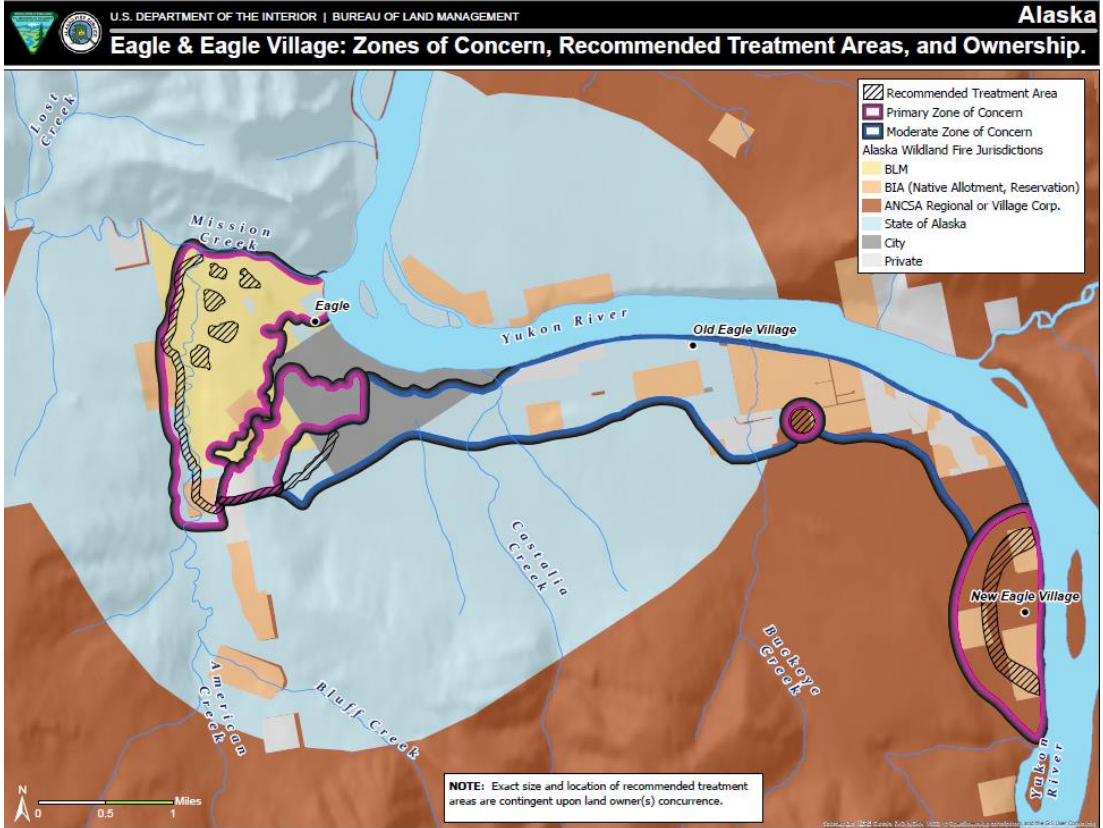 U.S. DEPARTMENT OF THE INTERIOR | BUREAU OF LAND MANAGEMENT
Alaska
Eagle & Eagle Village: Zones of Concern, Recommended Treatment Areas, and Ownership.
Recommended Treatment Area
Primary Zone of Concern
Moderate Zone of Concern
Alaska Wildland Fire Jurisdictions
BLM
BIA (Native Allotment, Reservation)
ANCSA Regional or Village Corp.
State of Alaska
City
Private
Lost
Creek
Mission
Creek
Eagle
Yukon River
Old Eagle Village
Castalia
Creek
New Eagle Village
Buckeye
Creek
American
Creek
Bluff Creek
Yukon
River
N
Miles
0 0.5 1
NOTE: Exact size and location of recommended treatment
areas are contingent upon land owner(s) concurrence.